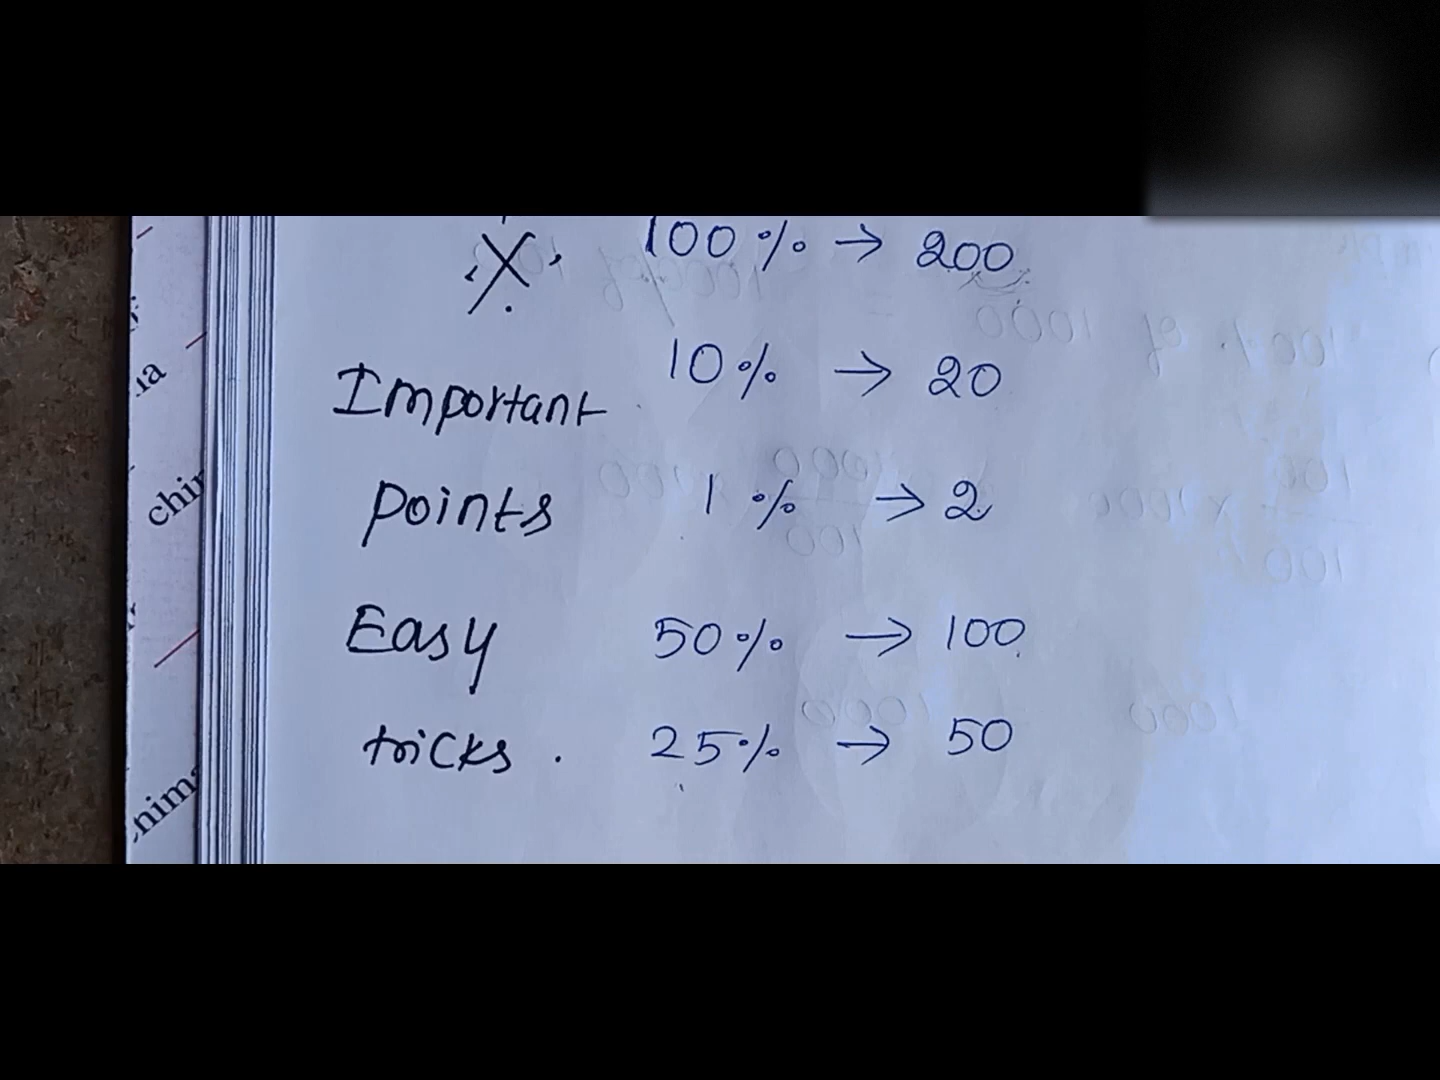 100% → 200
10% → 20
Important
points 1% → 2
Easy 50% → 100
tricks. 25% → 50